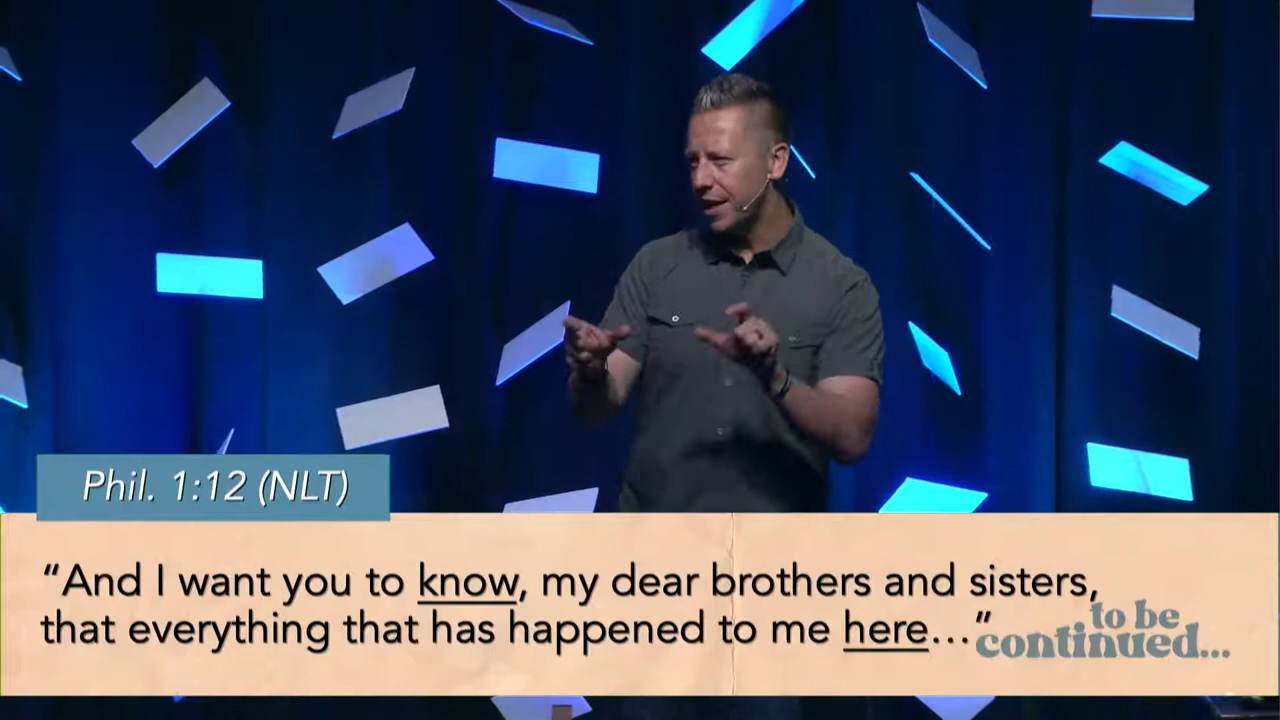 Phil. 1:12 (NLT)
“And I want you to know, my dear brothers and sisters,
that everything that has happened to me here...”
to be
continued...